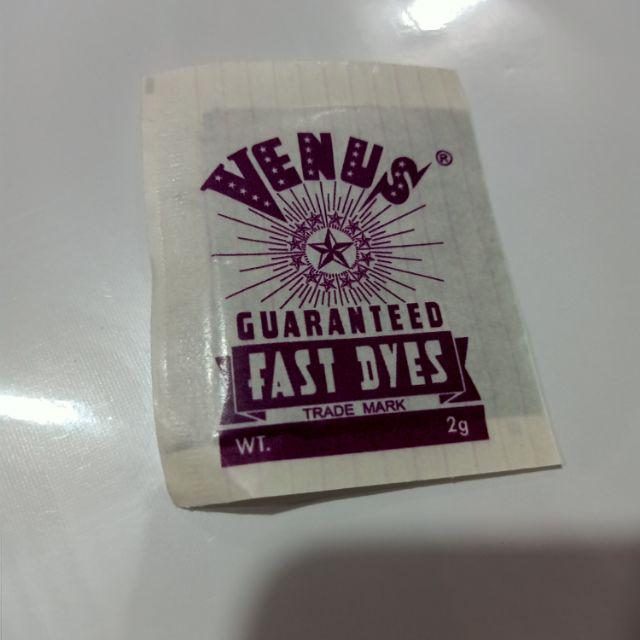 VENUS®
GUARANTEED
FAST DYES
TRADE MARK
WT. 2g